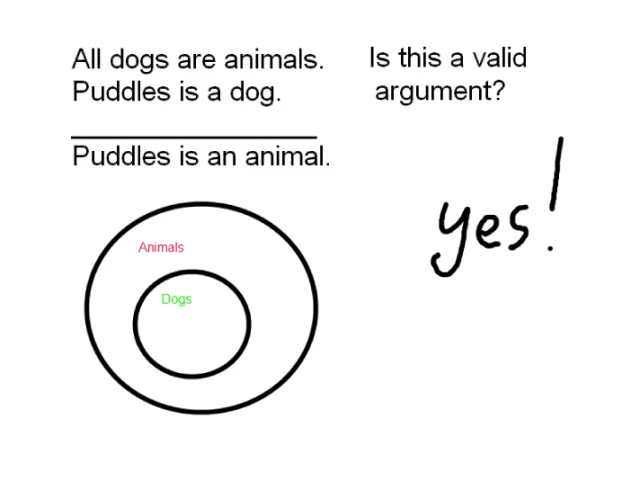 All dogs are animals.
Puddles is a dog.
Puddles is an animal.
Is this a valid
argument?
yes!
Animals
Dogs